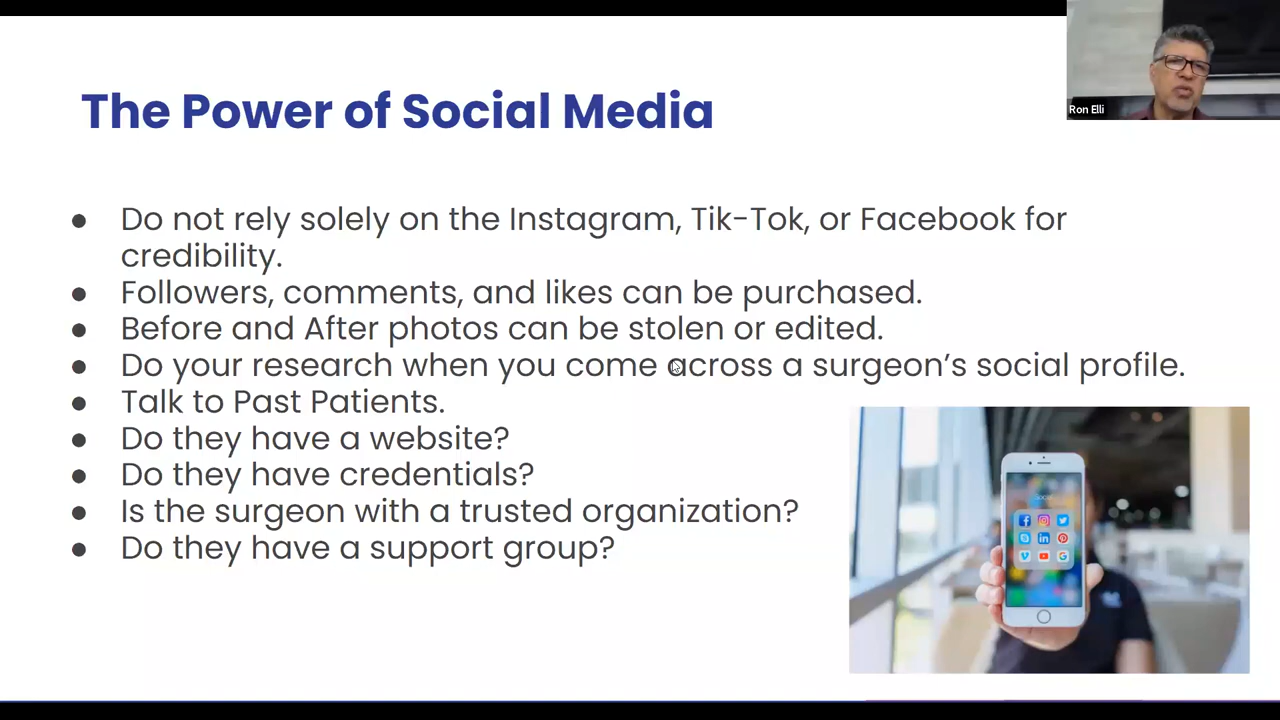 The Power of Social Media
Ron Elli
● Do not rely solely on the Instagram, Tik-Tok, or Facebook for
credibility.
● Followers, comments, and likes can be purchased.
● Before and After photos can be stolen or edited.
● Do your research when you come across a surgeon’s social profile.
● Talk to Past Patients.
● Do they have a website?
● Do they have credentials?
● Is the surgeon with a trusted organization?
● Do they have a support group?